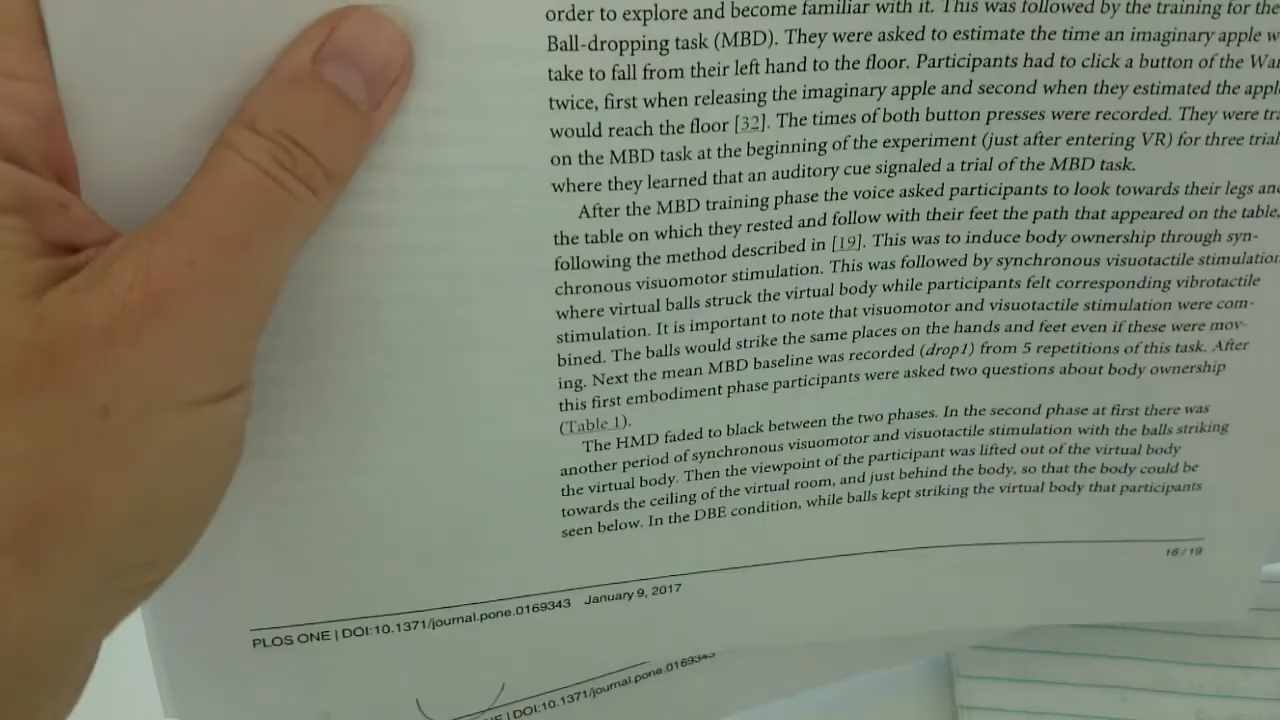 order to explore and become familiar with it. This was followed by the training for the
Ball-dropping task (MBD). They were asked to estimate the time an imaginary apple w
take to fall from their left hand to the floor. Participants had to click a button of the Wan
twice, first when releasing the imaginary apple and second when they estimated the appl
would reach the floor [32]. The times of both button presses were recorded. They were tra
on the MBD task at the beginning of the experiment (just after entering VR) for three trial
where they learned that an auditory cue signaled a trial of the MBD task.
After the MBD training phase the voice asked participants to look towards their legs and
the table on which they rested and follow with their feet the path that appeared on the table,
following the method described in [19]. This was to induce body ownership through syn-
chronous visuomotor stimulation. This was followed by synchronous visuotactile stimulation
where virtual balls struck the virtual body while participants felt corresponding vibrotactile
stimulation. It is important to note that visuomotor and visuotactile stimulation were com-
bined. The balls would strike the same places on the hands and feet even if these were mov-
ing. Next the mean MBD baseline was recorded (drop1) from 5 repetitions of this task. After
this first embodiment phase participants were asked two questions about body ownership
(Table 1).
The HMD faded to black between the two phases. In the second phase at first there was
another period of synchronous visuomotor and visuotactile stimulation with the balls striking
the virtual body. Then the viewpoint of the participant was lifted out of the virtual body
towards the ceiling of the virtual room, and just behind the body, so that the body could be
seen below. In the DBE condition, while balls kept striking the virtual body that participants
PLOS ONE | DOI:10.1371/journal.pone.0169343 January 9, 2017
16 / 19
NE | DOI:10.1371/journal.pone.0169343